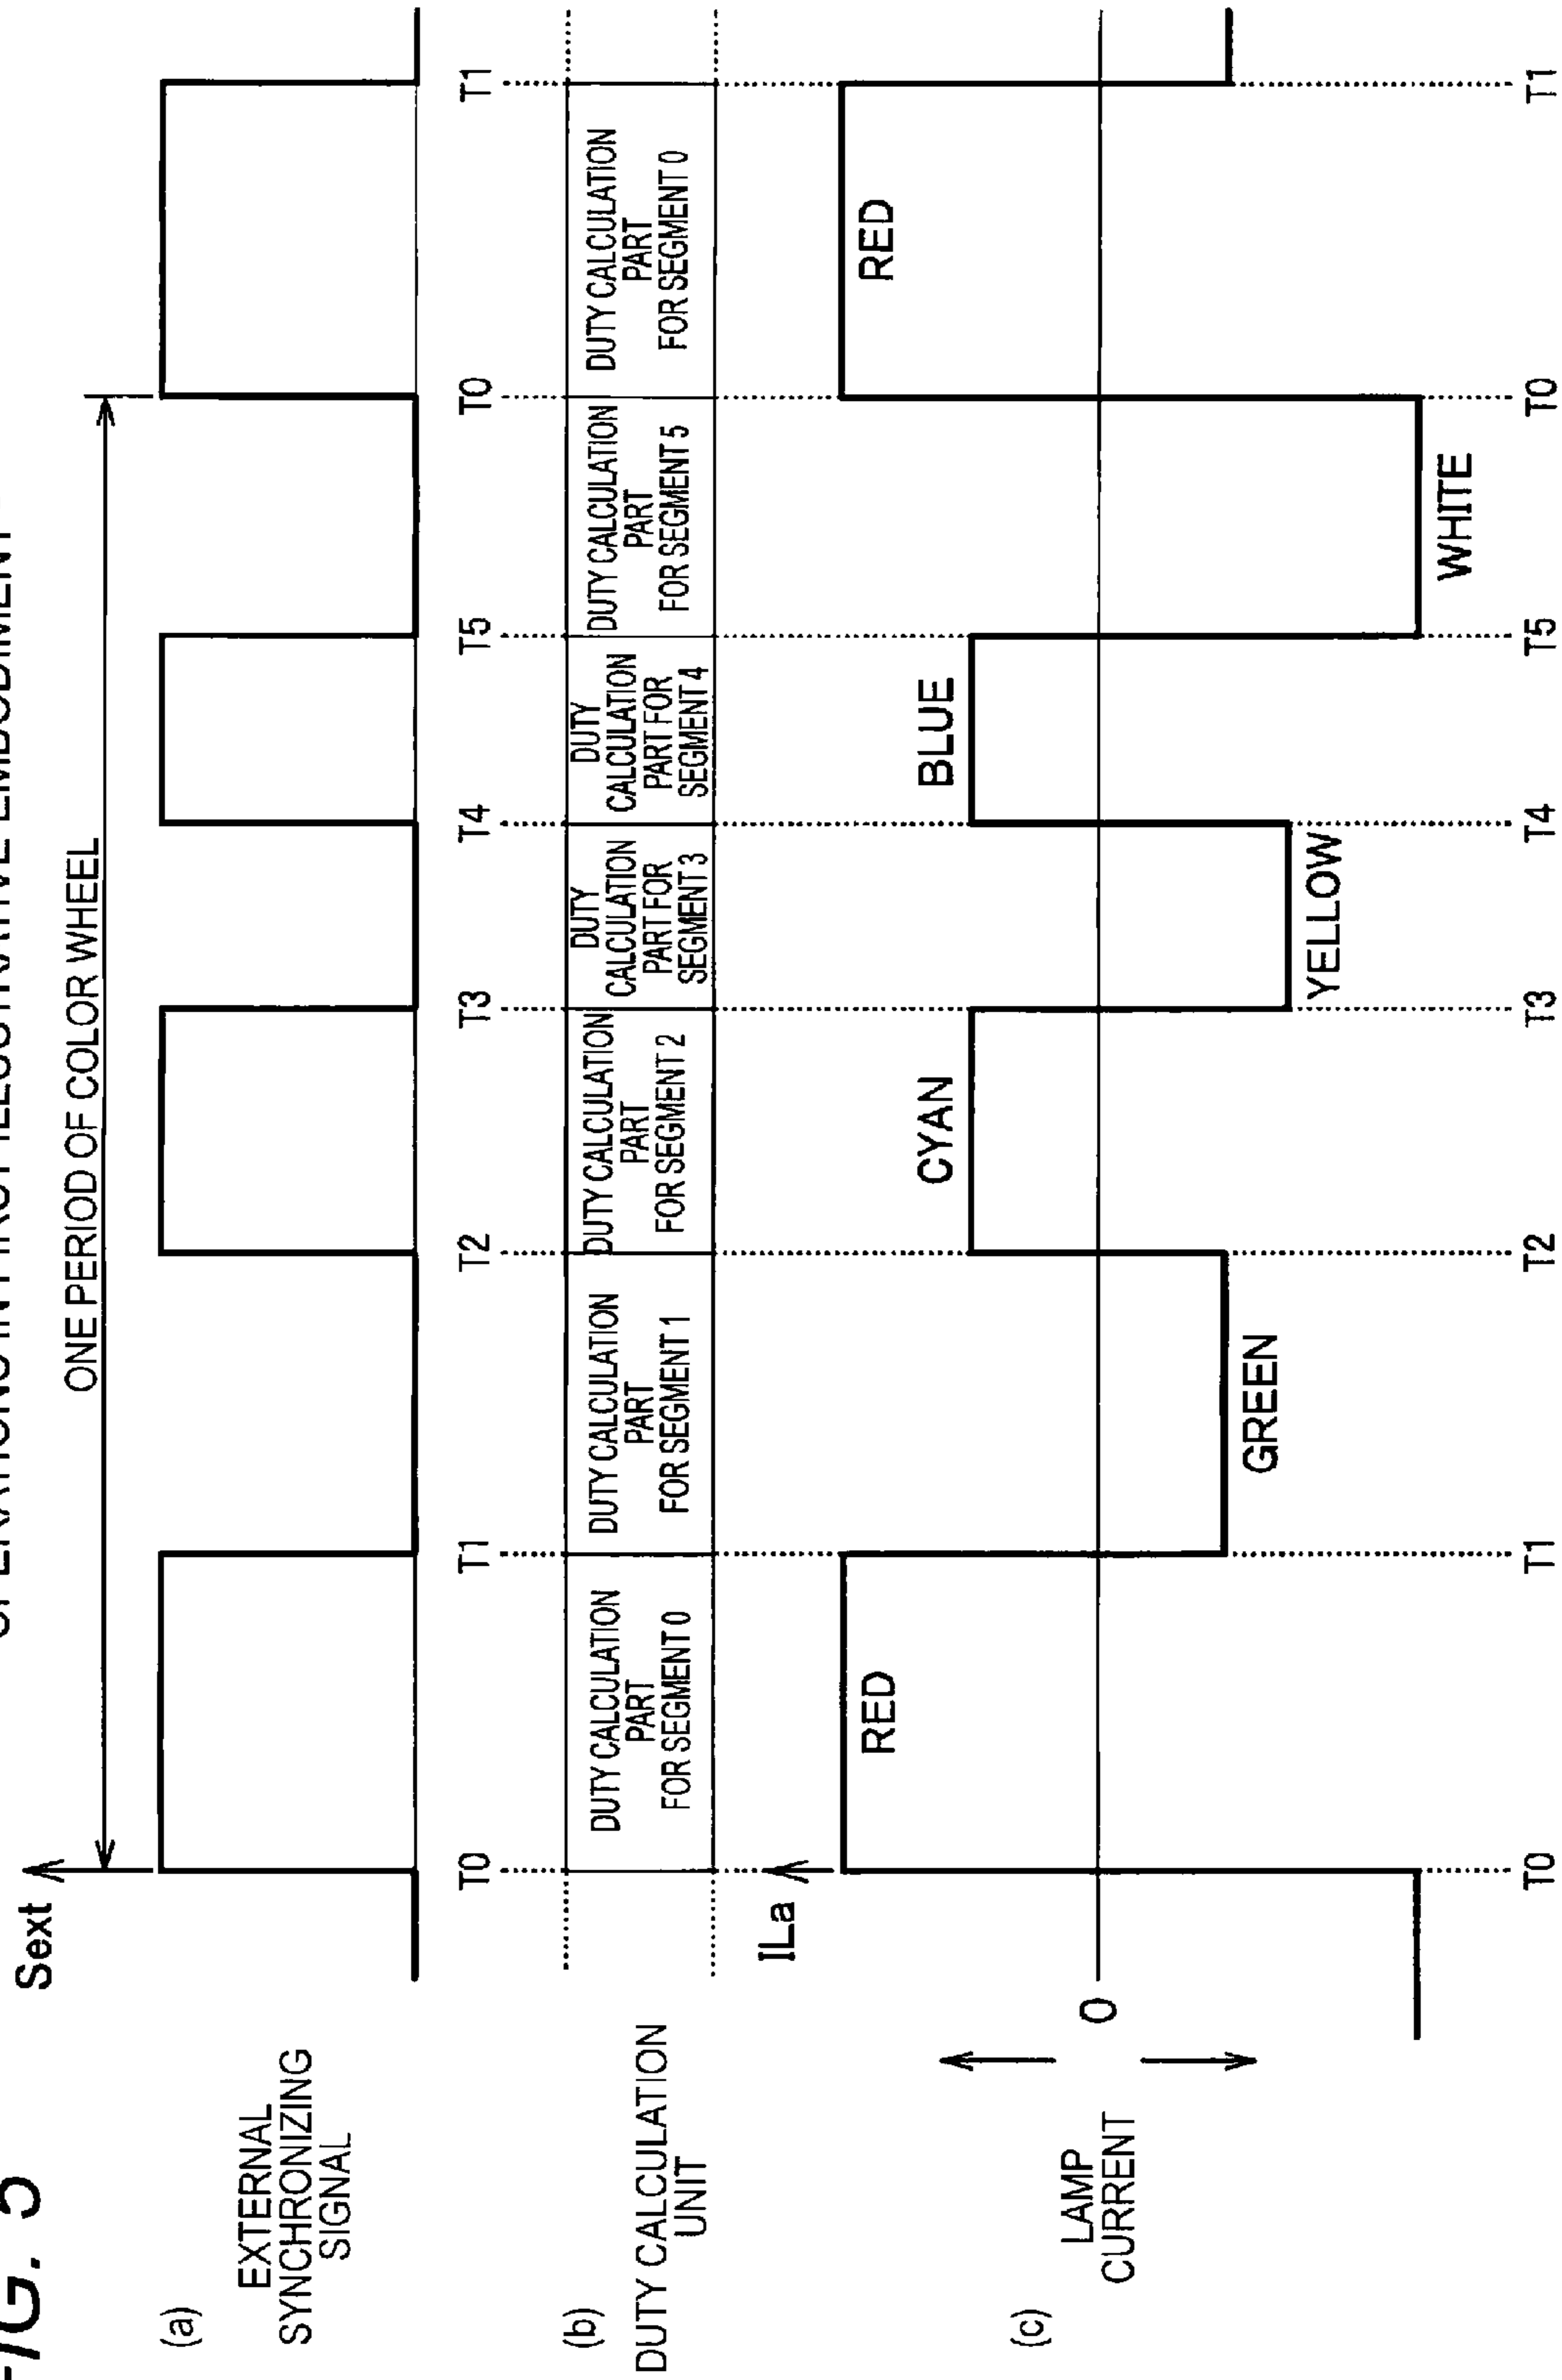 FIG. 5
OPERATIONS IN FIRST ILLUSTRATIVE EMBODIMENT
(a)
EXTERNAL
SYNCHRONIZING
SIGNAL
Sext
ONE PERIOD OF COLOR WHEEL
T0 T1 T2 T3 T4 T5 T0 T1
(b)
DUTY CALCULATION
UNIT
DUTY CALCULATION
PART
FOR SEGMENT 0
DUTY CALCULATION
PART
FOR SEGMENT 1
DUTY CALCULATION
PART
FOR SEGMENT 2
DUTY
CALCULATION
PART FOR
SEGMENT 3
DUTY
CALCULATION
PART FOR
SEGMENT 4
DUTY CALCULATION
PART
FOR SEGMENT 5
DUTY CALCULATION
PART
FOR SEGMENT 0
(c)
LAMP
CURRENT
ILa
0
RED
GREEN
CYAN
YELLOW
BLUE
WHITE
RED
T0 T1 T2 T3 T4 T5 T0 T1